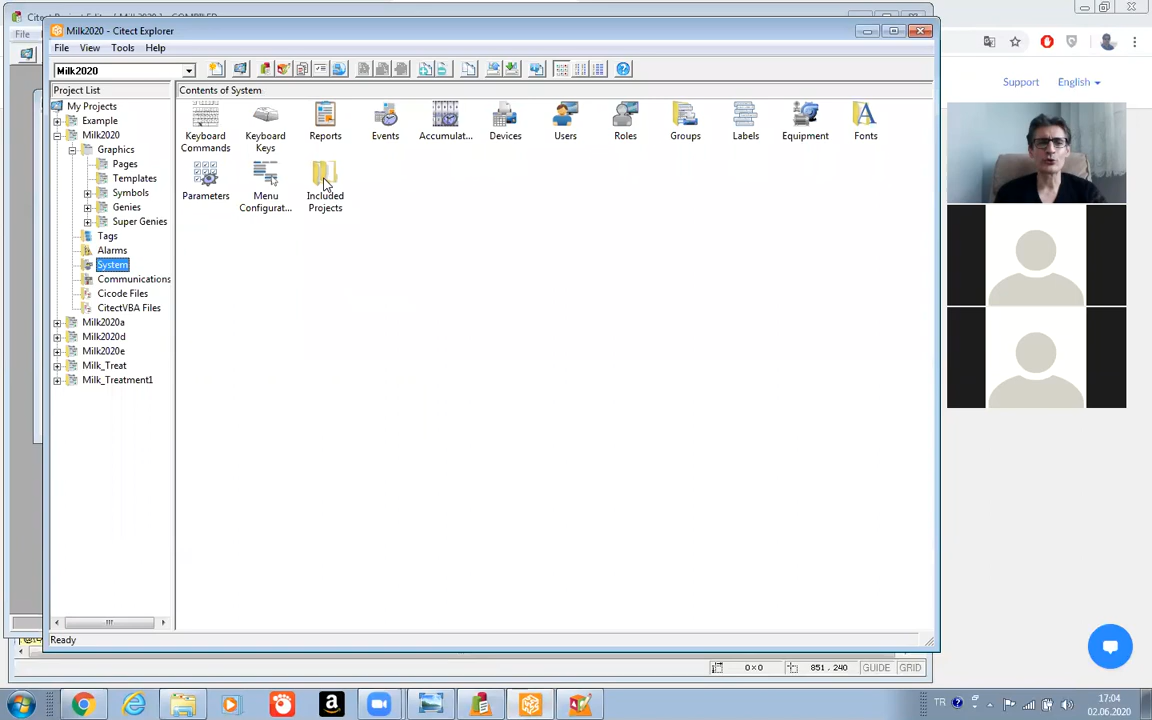 Milk2020 - Citect Explorer
File
File View Tools Help
Milk2020
Project List
Contents of System
My Projects
Example
Milk2020
Graphics
Pages
Templates
Symbols
Genies
Super Genies
Tags
Alarms
System
Communications
Cicode Files
CitectVBA Files
Milk2020a
Milk2020d
Milk2020e
Milk_Treat
Milk_Treatment1
Keyboard Commands
Keyboard Keys
Reports
Events
Accumulat...
Devices
Users
Roles
Groups
Labels
Equipment
Fonts
Parameters
Menu Configurat...
Included Projects
Support
English
Ready
0×0
851, 240
GUIDE
GRID
TR
17:04
02.06.2020